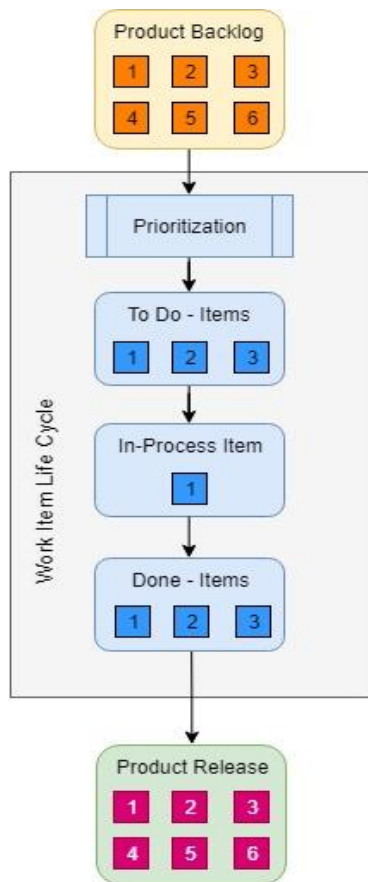 Product Backlog
1 2 3
4 5 6
Work Item Life Cycle
Prioritization
To Do - Items
1 2 3
In-Process Item
1
Done - Items
1 2 3
Product Release
1 2 3
4 5 6